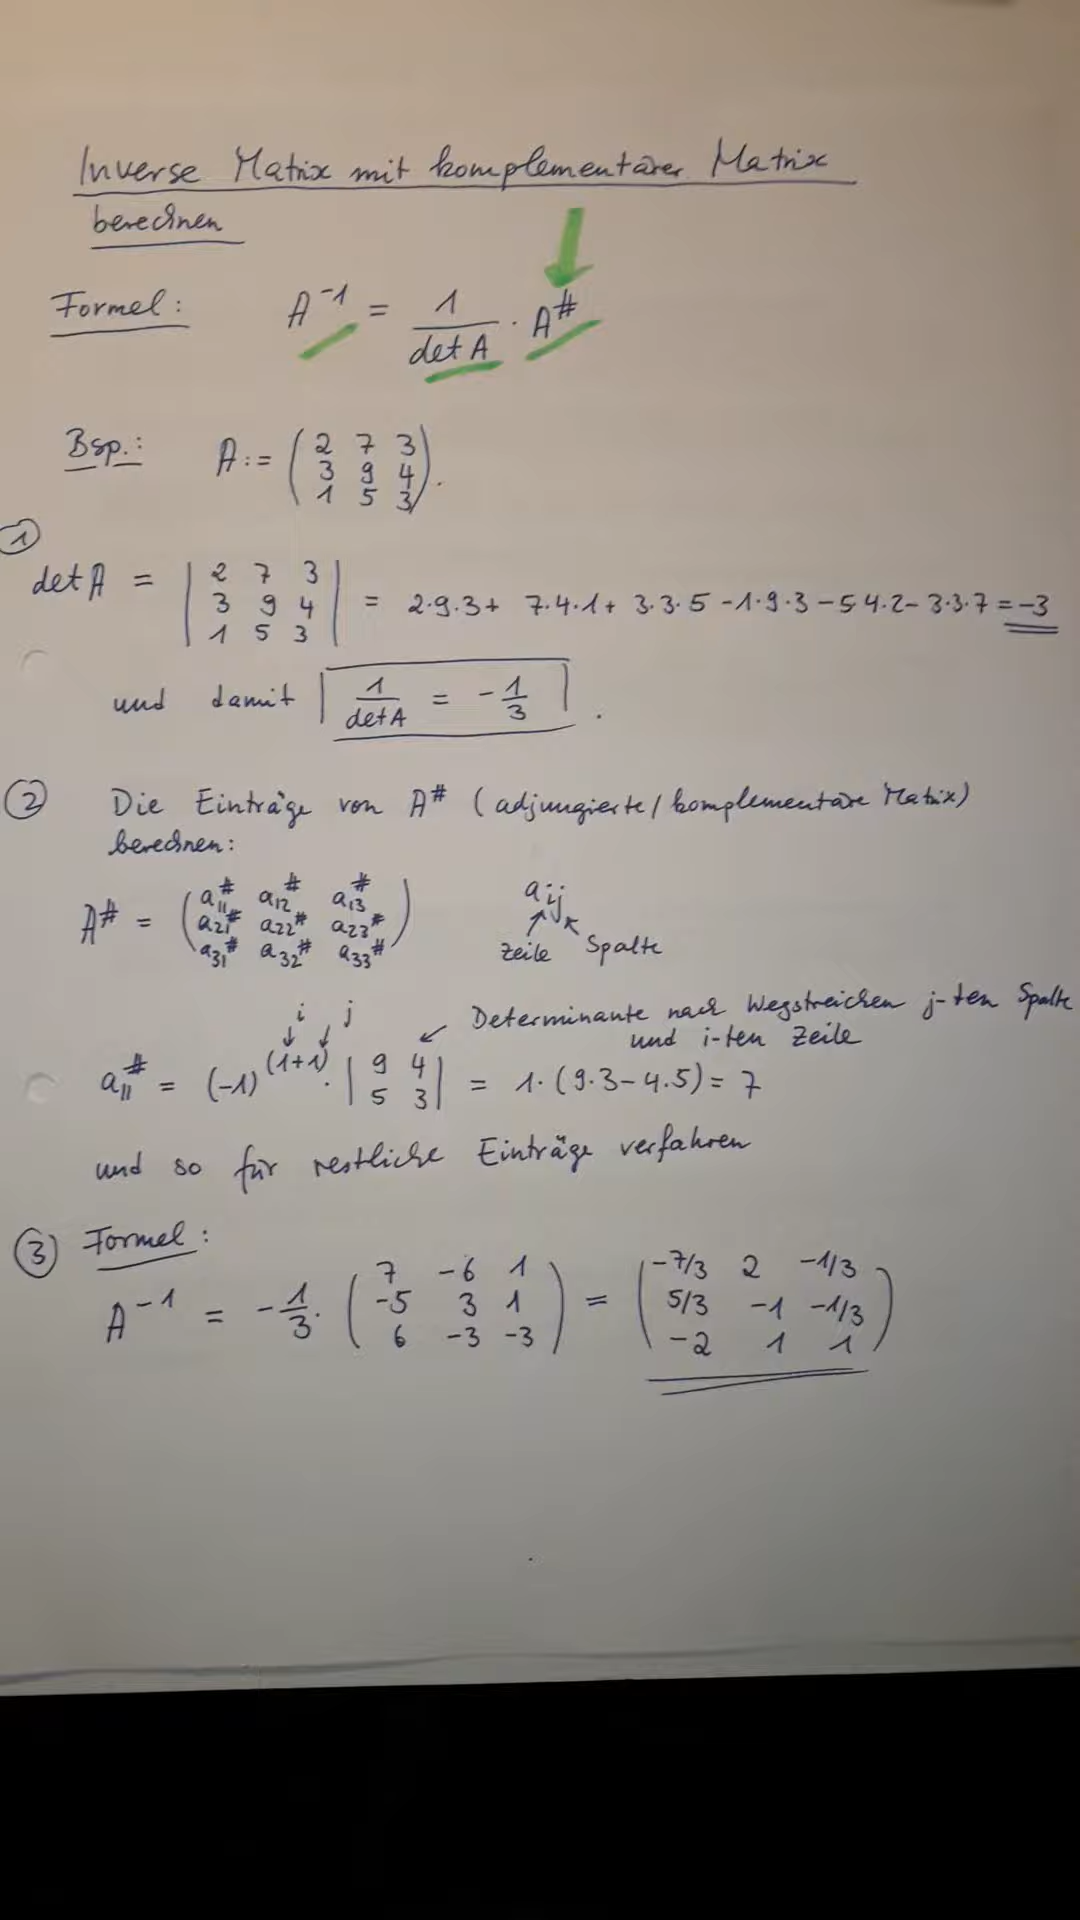 Inverse Matrix mit komplementärer Matrix
berechnen
Formel: A⁻¹ = 1/det A · A^#
Bsp.: A := (2 7 3
3 9 4
1 5 3).
①
det A = |2 7 3
3 9 4
1 5 3| = 2·9·3 + 7·4·1 + 3·3·5 - 1·9·3 - 5·4·2 - 3·3·7 = -3
und damit 1/det A = -1/3 .
② Die Einträge von A^# (adjungierte/komplementäre Matrix)
berechnen:
A^# = (a₁₁^# a₁₂^# a₁₃^#
a₂₁^# a₂₂^# a₂₃^#
a₃₁^# a₃₂^# a₃₃^#)
aᵢⱼ
Zeile Spalte
i j
Determinante nach Wegstreichen j-ten Spalte
und i-ten Zeile
a₁₁^# = (-1)^(1+1) · |9 4
5 3| = 1·(9·3-4·5) = 7
und so für restliche Einträge verfahren
③ Formel:
A⁻¹ = -1/3 · (7 -6 1
-5 3 1
6 -3 -3) = (-7/3 2 -1/3
5/3 -1 -1/3
-2 1 1)